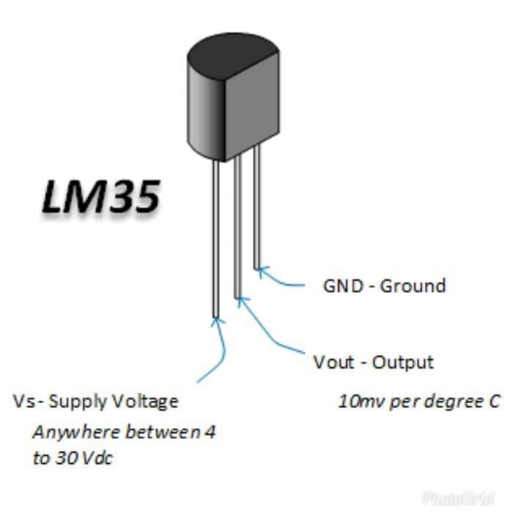 LM35
GND - Ground
Vout - Output
10mv per degree C
Vs - Supply Voltage
Anywhere between 4
to 30 Vdc
PhotoGrid